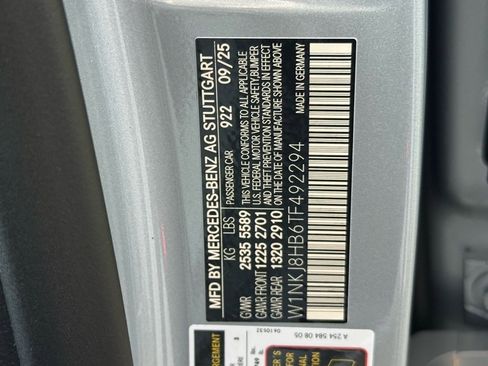 MFD BY MERCEDES-BENZ AG STUTTGART
PASSENGER CAR 922 09/25
KG LBS
GVWR 2535 5589
GAWR FRONT 1225 2701
GAWR REAR 1320 2910
THIS VEHICLE CONFORMS TO ALL APPLICABLE
U.S. FEDERAL MOTOR VEHICLE SAFETY, BUMPER,
AND THEFT PREVENTION STANDARDS IN EFFECT
ON THE DATE OF MANUFACTURE SHOWN ABOVE
W1NKJ8HB6TF492294
MADE IN GERMANY
A 254 584 08 05